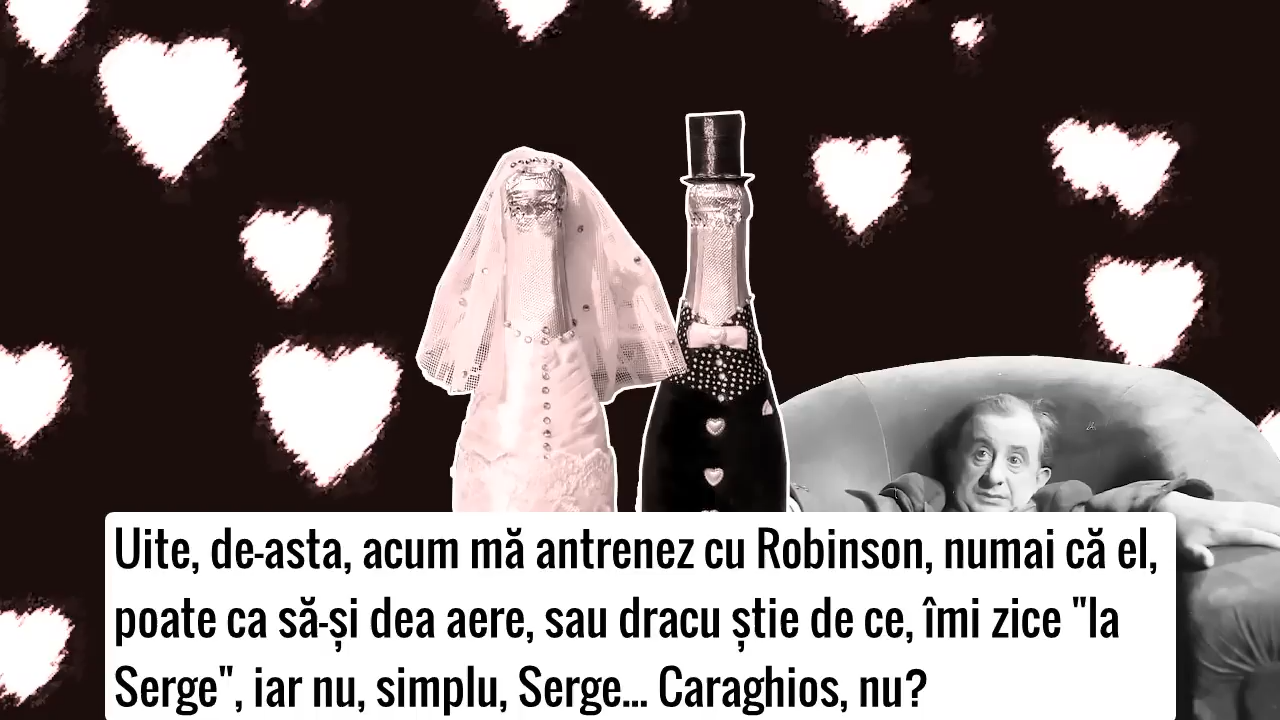 Uite, de-asta, acum mă antrenez cu Robinson, numai că el,
poate ca să-și dea aere, sau dracu știe de ce, îmi zice "la
Serge", iar nu, simplu, Serge... Caraghios, nu?